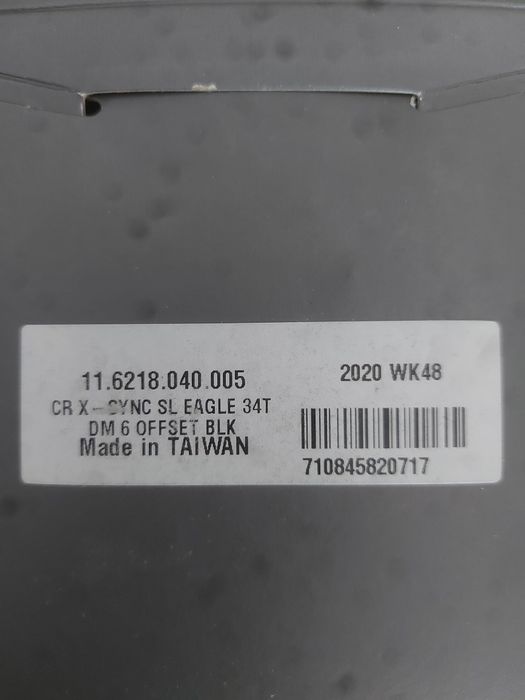 11.6218.040.005
CR X-SYNC SL EAGLE 34T
DM 6 OFFSET BLK
Made in TAIWAN
2020 WK48
710845820717